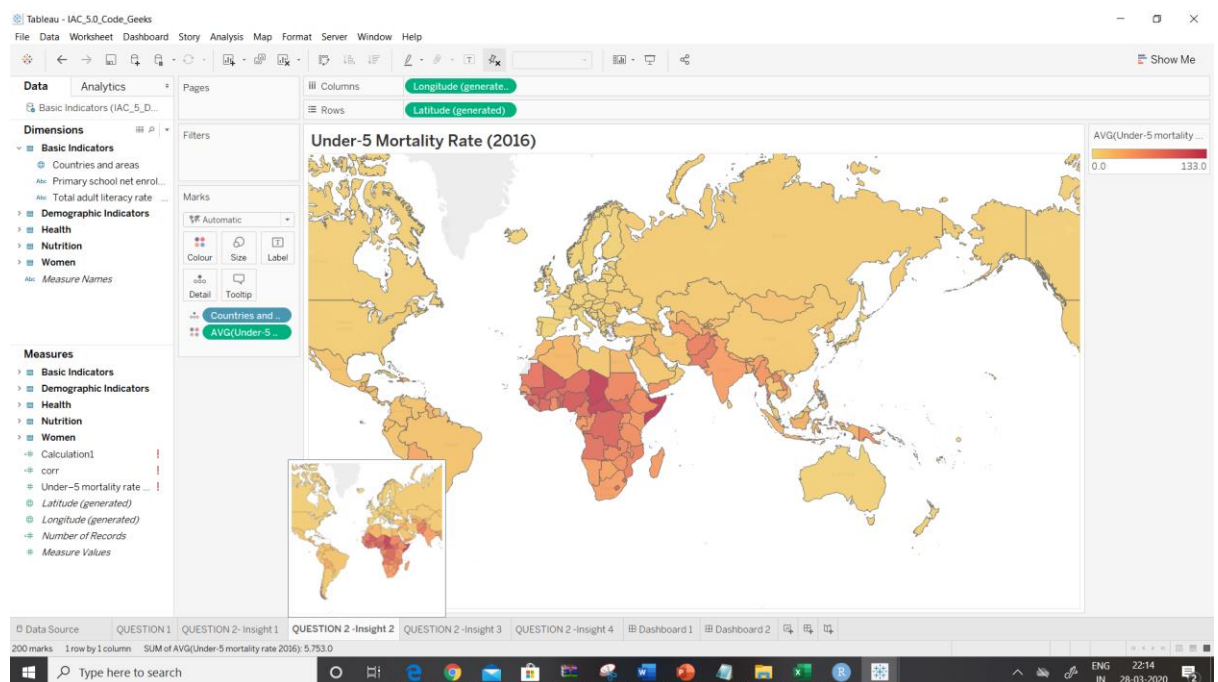 Tableau - IAC_5.0_Code_Geeks
File Data Worksheet Dashboard Story Analysis Map Format Server Window Help
Show Me
Data Analytics
Basic Indicators (IAC_5_D...
Dimensions
Basic Indicators
Countries and areas
Abc Primary school net enrol...
Abc Total adult literacy rate ...
Demographic Indicators
Health
Nutrition
Women
Abc Measure Names
Measures
Basic Indicators
Demographic Indicators
Health
Nutrition
Women
Calculation1 !
corr !
Under–5 mortality rate ... !
Latitude (generated)
Longitude (generated)
Number of Records
Measure Values
Pages
Filters
Marks
Automatic
Colour Size Label
Detail Tooltip
Countries and ..
AVG(Under-5 ..
Columns Longitude (generate..
Rows Latitude (generated)
Under-5 Mortality Rate (2016)
AVG(Under-5 mortality ...
0.0 133.0
Data Source QUESTION 1 QUESTION 2- Insight 1 QUESTION 2 -Insight 2 QUESTION 2 -Insight 3 QUESTION 2 -Insight 4 Dashboard 1 Dashboard 2
200 marks 1 row by 1 column SUM of AVG(Under-5 mortality rate 2016): 5,753.0
Type here to search
ENG 22:14
IN 28-03-2020